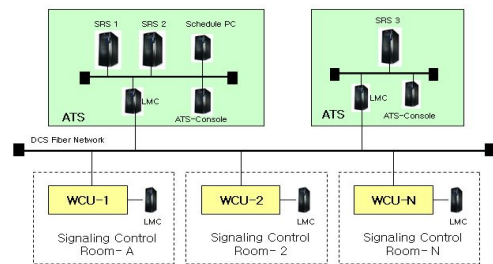 SRS 1
SRS 2
Schedule PC
LMC
ATS
ATS-Console
SRS 3
LMC
ATS
ATS-Console
DCS Fiber Network
WCU-1
LMC
Signaling Control
Room- A
WCU-2
LMC
Signaling Control
Room- 2
WCU-N
LMC
Signaling Control
Room- N